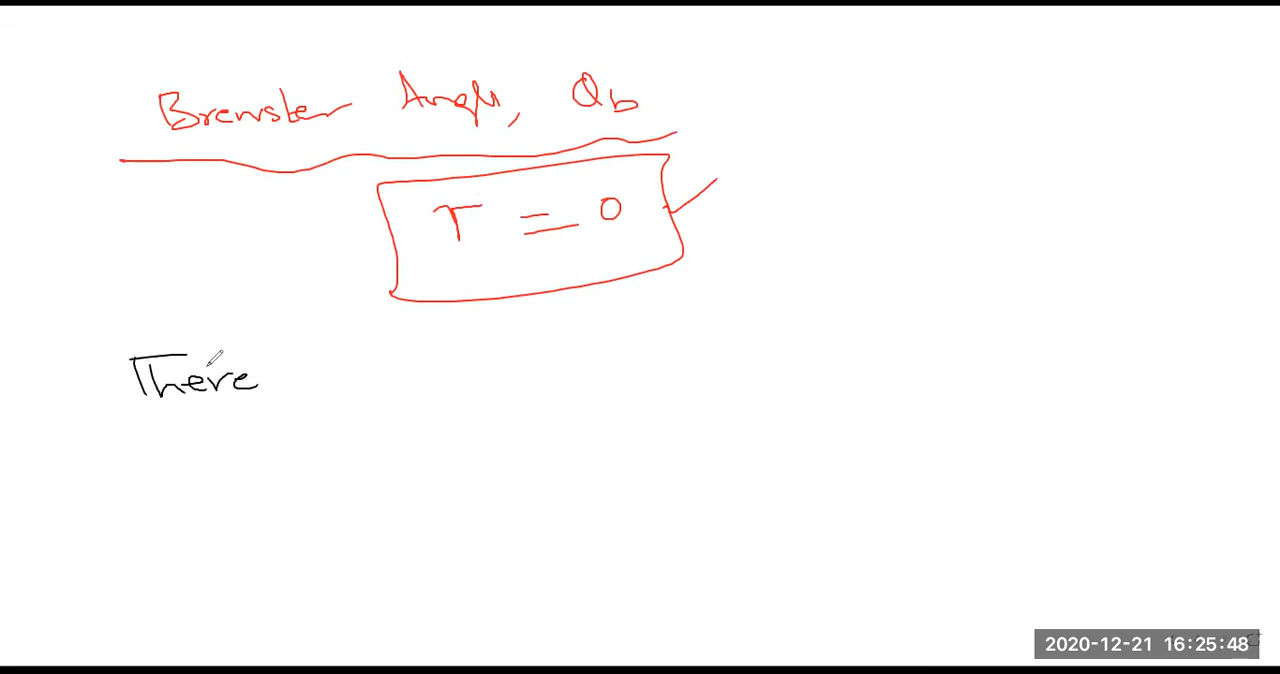 Brewster Angle, θb
Γ = 0
There
2020-12-21 16:25:48